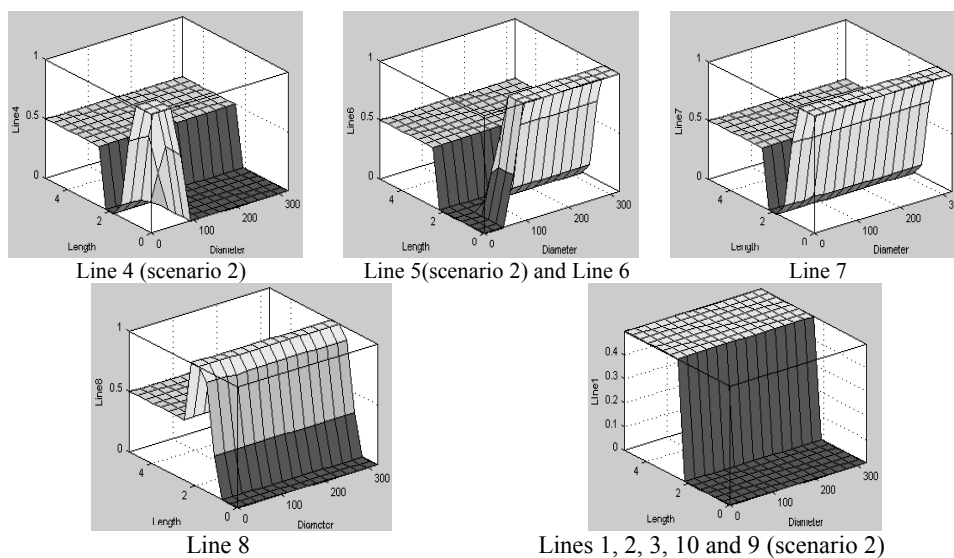 1
0.5
0
Line4
4
2
0
Length
0
100
200
300
Diameter
Line 4 (scenario 2)
1
0.5
0
Line6
4
2
0
Length
0
100
200
300
Diameter
Line 5(scenario 2) and Line 6
1
0.5
0
Line7
4
2
0
Length
0
100
200
300
Diameter
Line 7
1
0.5
0
Line8
4
2
0
Length
0
100
200
300
Diameter
Line 8
0.4
0.3
0.2
0.1
0
Line1
4
2
0
Length
0
100
200
300
Diameter
Lines 1, 2, 3, 10 and 9 (scenario 2)